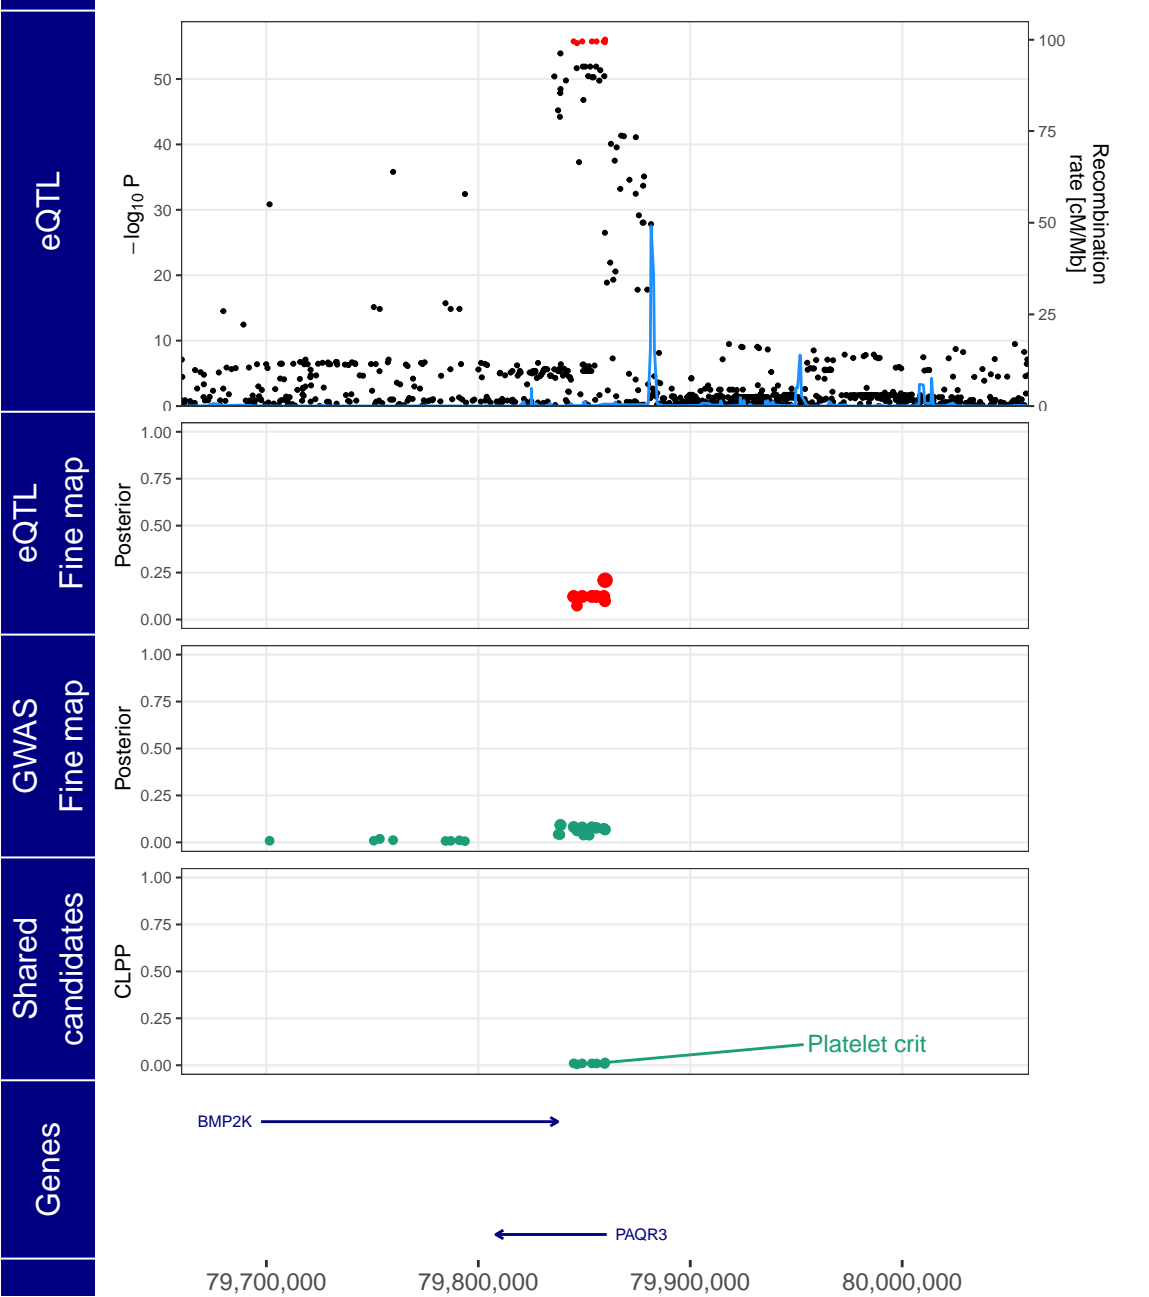 eQTL
−log10 P
50
40
30
20
10
0
100
75
50
25
0
Recombination
rate [cM/Mb]
eQTL
Fine map
Posterior
1.00
0.75
0.50
0.25
0.00
GWAS
Fine map
Posterior
1.00
0.75
0.50
0.25
0.00
Shared
candidates
CLPP
1.00
0.75
0.50
0.25
0.00
Platelet crit
Genes
BMP2K
PAQR3
79,700,000
79,800,000
79,900,000
80,000,000